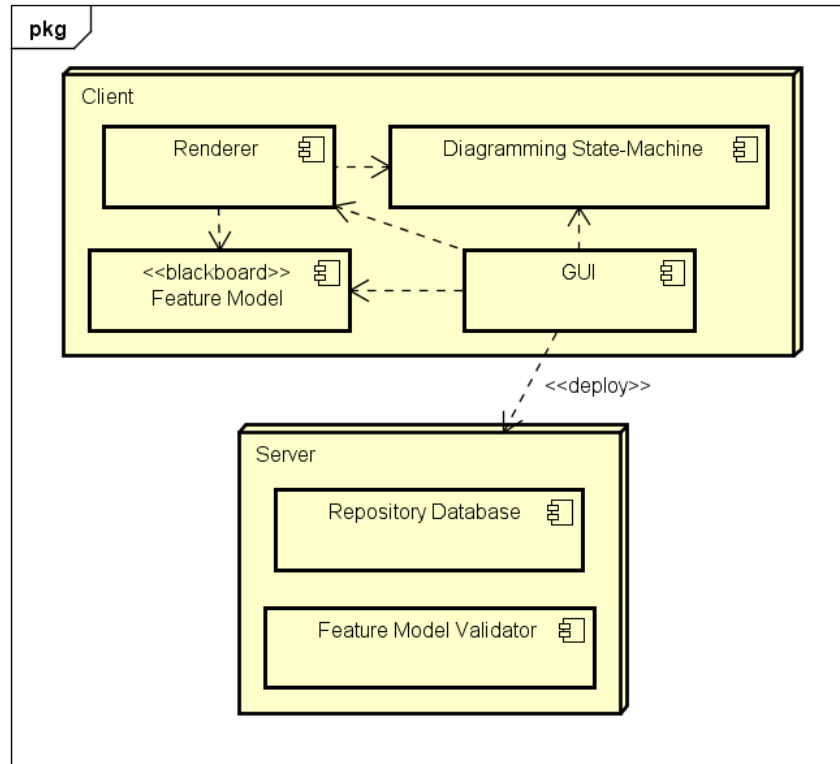 pkg
Client
Renderer
Diagramming State-Machine
<<blackboard>>
Feature Model
GUI
<<deploy>>
Server
Repository Database
Feature Model Validator